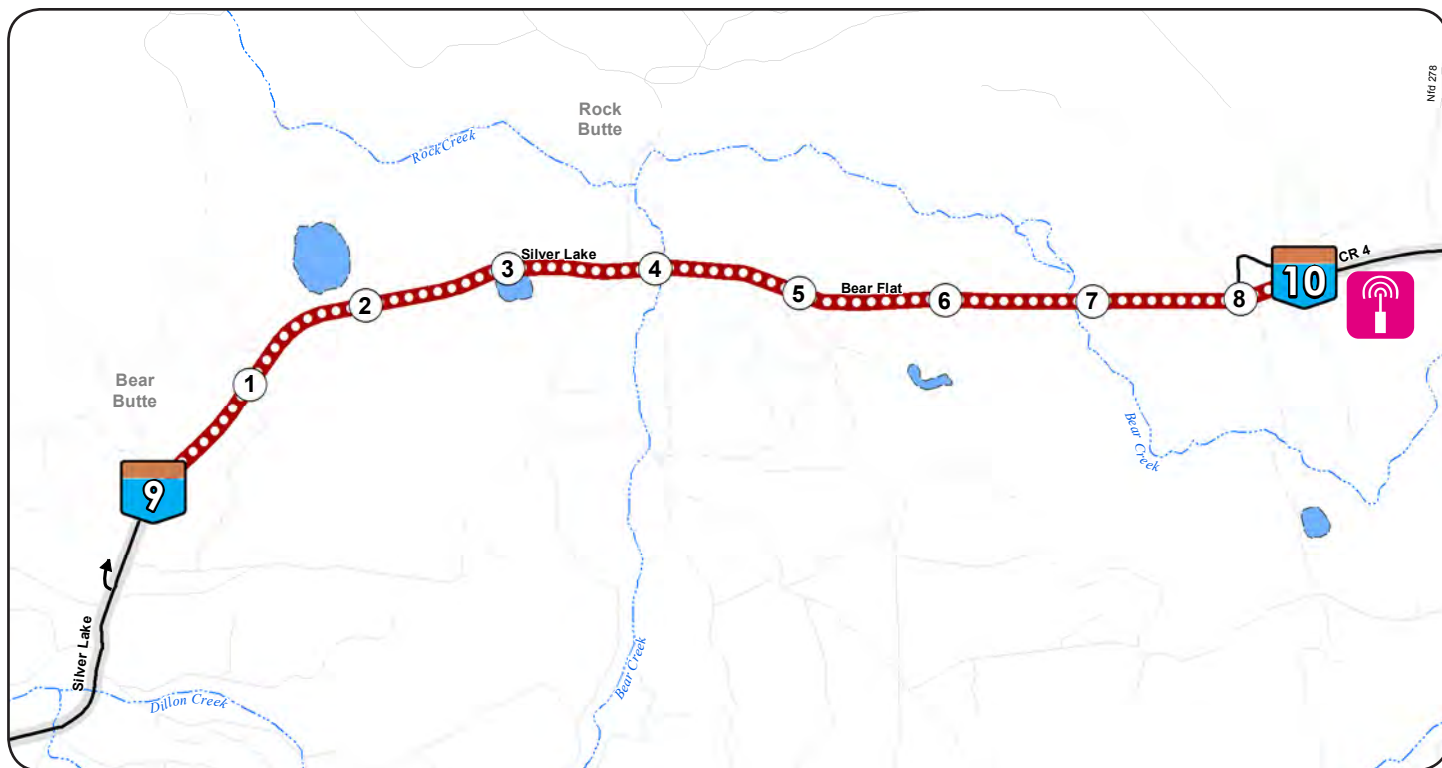 Nfd 278
Rock
Butte
Rock Creek
CR 4
Silver Lake
3
4
10
Bear Flat
5
6
7
8
2
1
Bear
Butte
9
Bear Creek
Silver Lake
Bear Creek
Dillon Creek